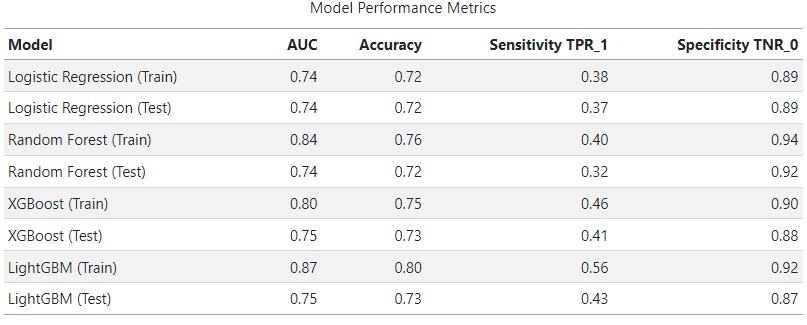 Model Performance Metrics
Model AUC Accuracy Sensitivity TPR_1 Specificity TNR_0
Logistic Regression (Train) 0.74 0.72 0.38 0.89
Logistic Regression (Test) 0.74 0.72 0.37 0.89
Random Forest (Train) 0.84 0.76 0.40 0.94
Random Forest (Test) 0.74 0.72 0.32 0.92
XGBoost (Train) 0.80 0.75 0.46 0.90
XGBoost (Test) 0.75 0.73 0.41 0.88
LightGBM (Train) 0.87 0.80 0.56 0.92
LightGBM (Test) 0.75 0.73 0.43 0.87